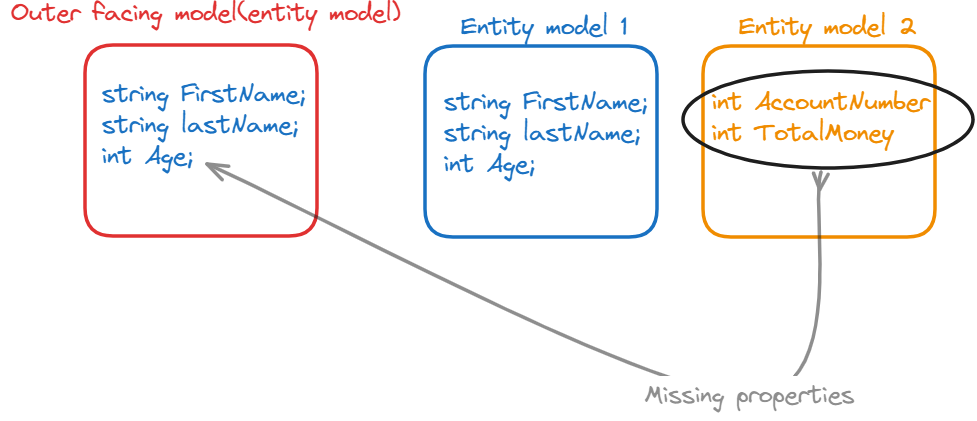 Outer facing model(entity model)
string FirstName;
string lastName;
int Age;
Entity model 1
string FirstName;
string lastName;
int Age;
Entity model 2
int AccountNumber
int TotalMoney
Missing properties